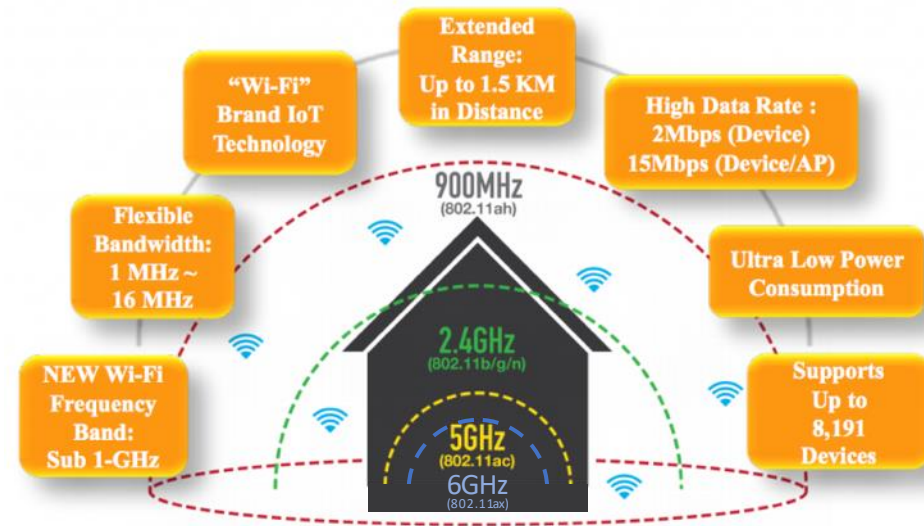 Extended
Range:
Up to 1.5 KM
in Distance
“Wi-Fi”
Brand IoT
Technology
High Data Rate :
2Mbps (Device)
15Mbps (Device/AP)
900MHz
(802.11ah)
Flexible
Bandwidth:
1 MHz ~
16 MHz
Ultra Low Power
Consumption
2.4GHz
(802.11b/g/n)
NEW Wi-Fi
Frequency
Band:
Sub 1-GHz
Supports
Up to
8,191
Devices
5GHz
(802.11ac)
6GHz
(802.11ax)